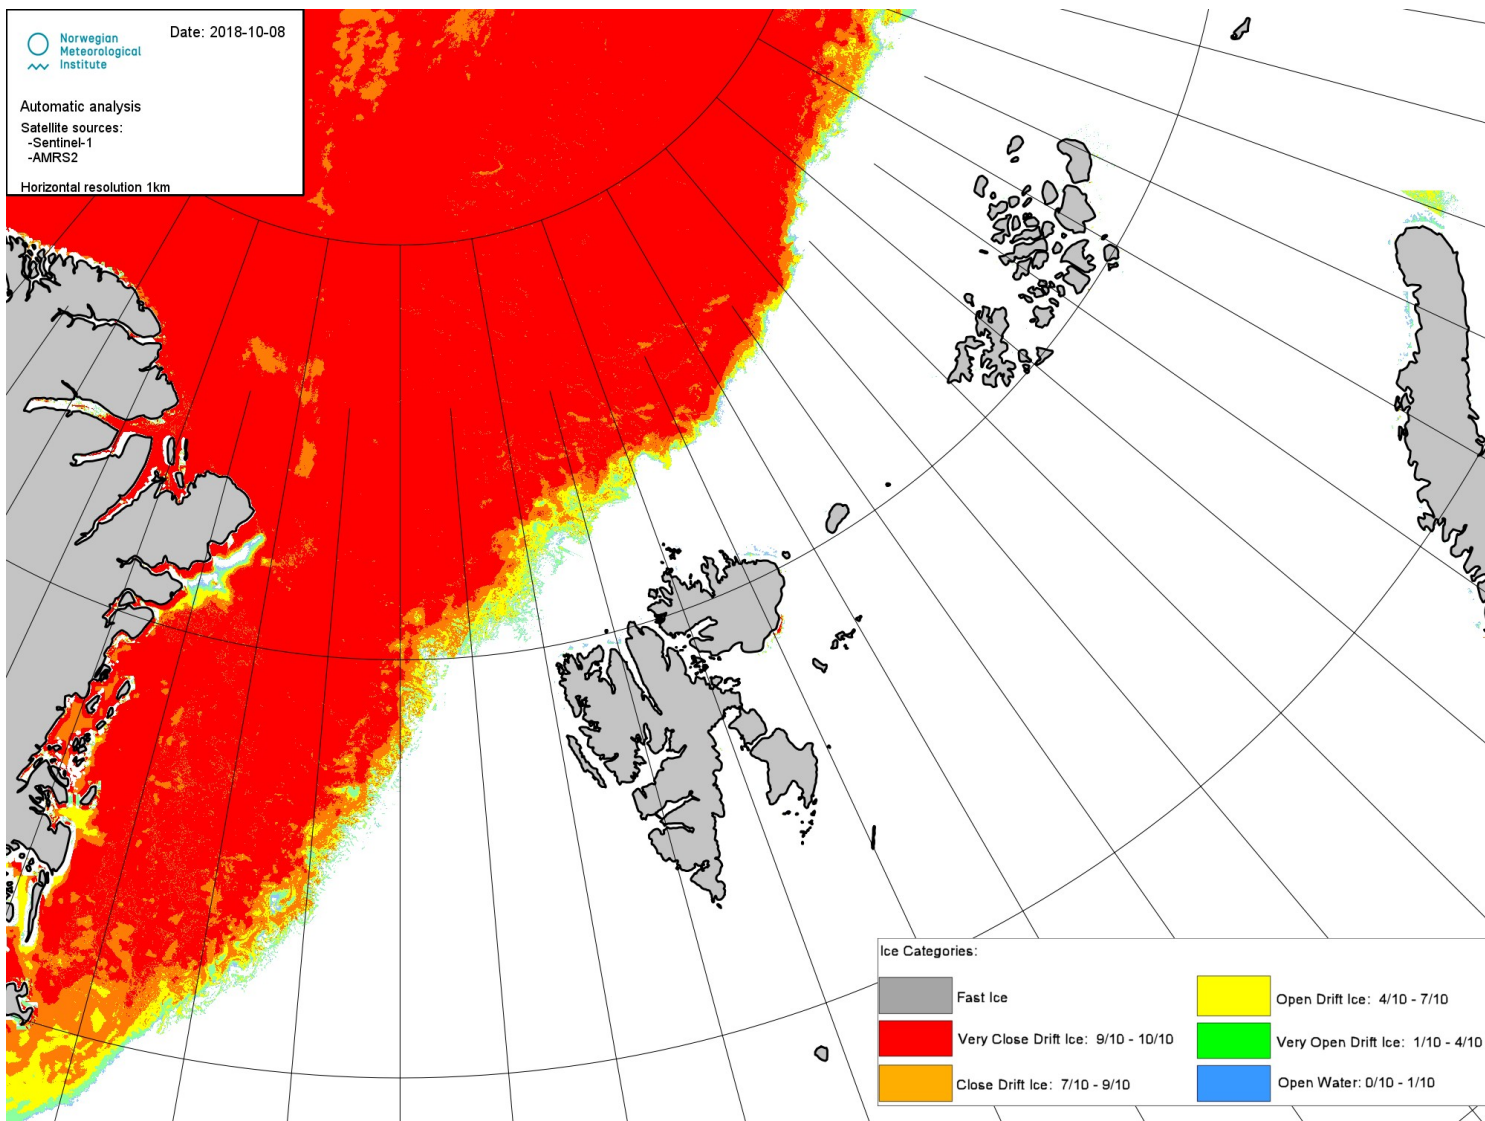 Norwegian
Meteorological
Institute
Date: 2018-10-08
Automatic analysis
Satellite sources:
-Sentinel-1
-AMRS2
Horizontal resolution 1km
Ice Categories:
Fast Ice
Very Close Drift Ice: 9/10 - 10/10
Close Drift Ice: 7/10 - 9/10
Open Drift Ice: 4/10 - 7/10
Very Open Drift Ice: 1/10 - 4/10
Open Water: 0/10 - 1/10